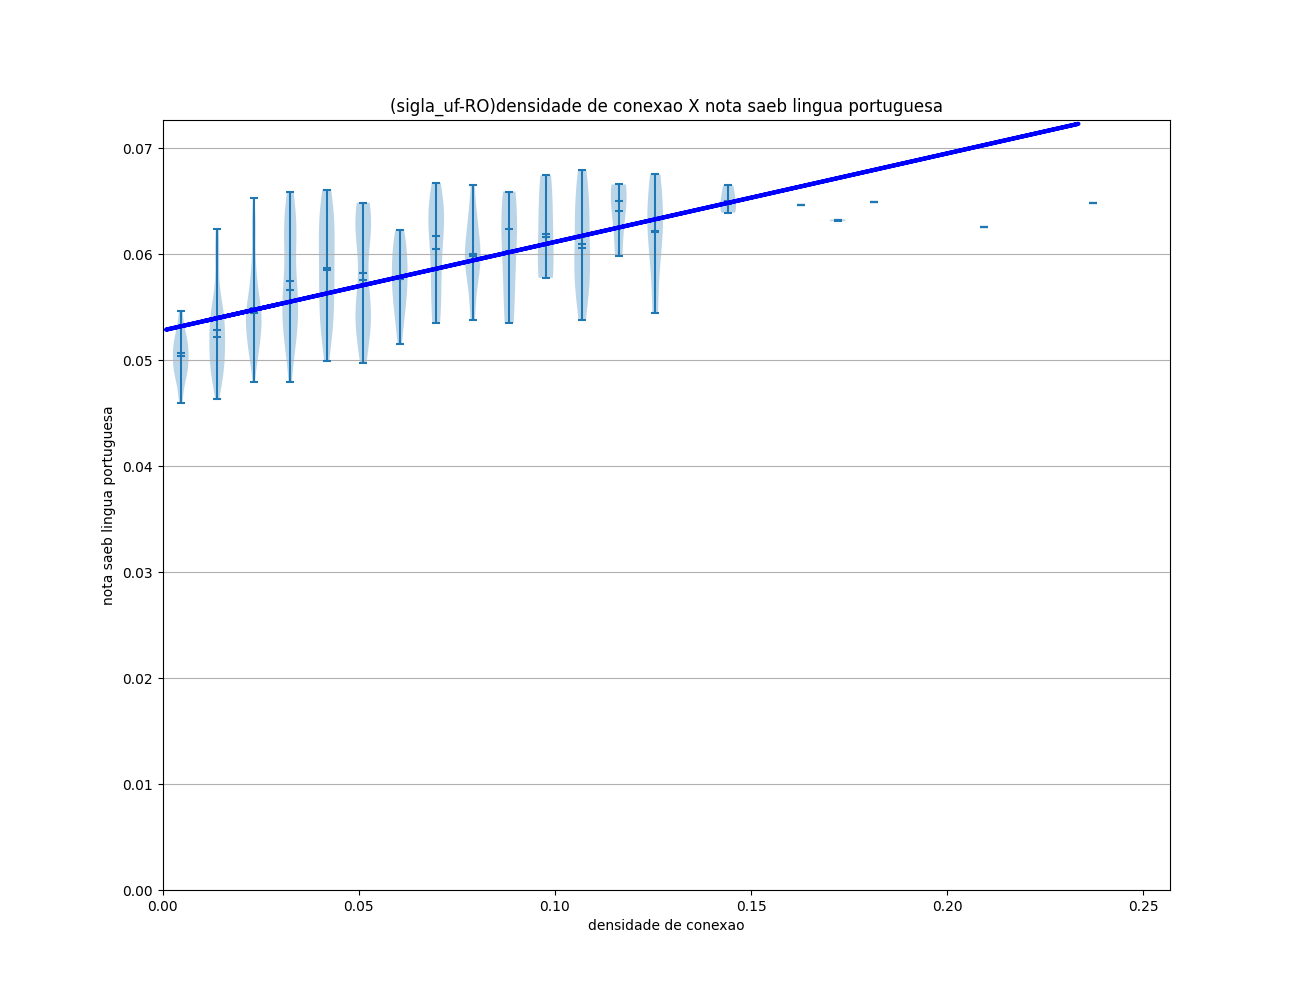 (sigla_uf-RO)densidade de conexao X nota saeb lingua portuguesa
nota saeb lingua portuguesa
0.07
0.06
0.05
0.04
0.03
0.02
0.01
0.00
0.00 0.05 0.10 0.15 0.20 0.25
densidade de conexao